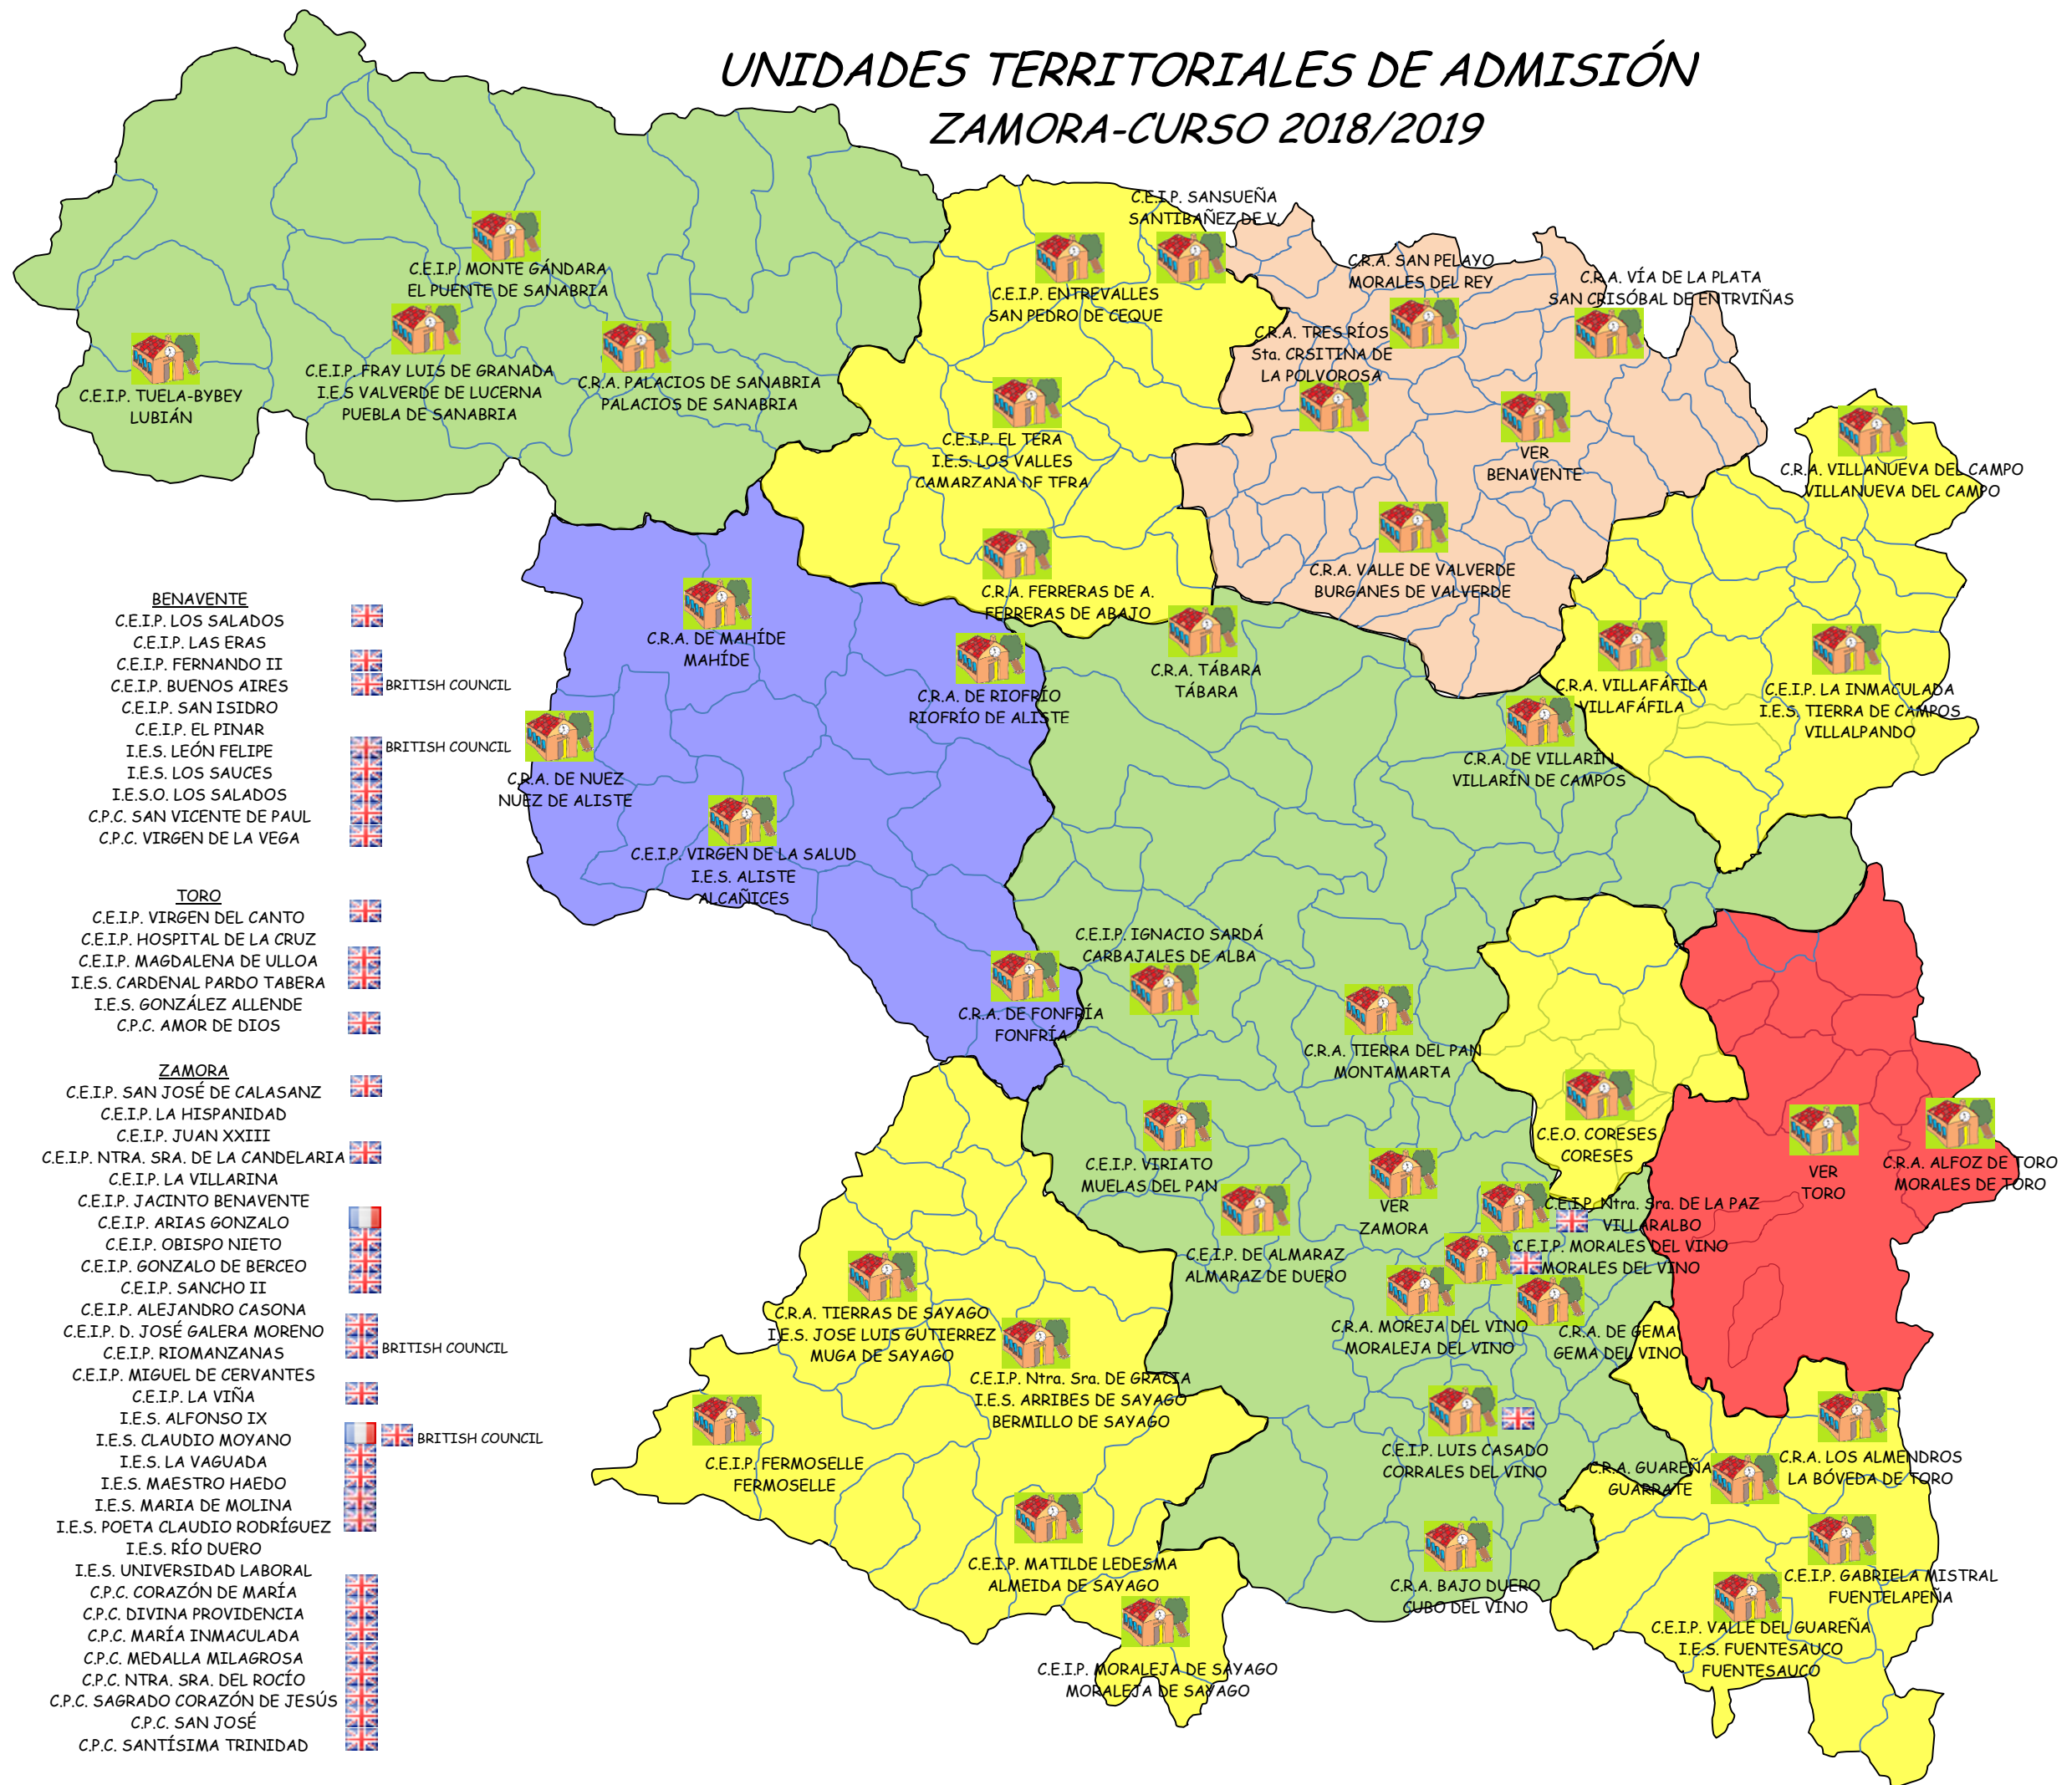 UNIDADES TERRITORIALES DE ADMISIÓN
ZAMORA-CURSO 2018/2019
C.E.I.P. SANSUEÑA
SANTIBAÑEZ DE V.
C.E.I.P. MONTE GÁNDARA
EL PUENTE DE SANABRIA
C.E.I.P. ENTREVALLES
SAN PEDRO DE CEQUE
C.R.A. SAN PELAYO
MORALES DEL REY
C.R.A. VÍA DE LA PLATA
SAN CRISÓBAL DE ENTRVIÑAS
C.R.A. TRES RÍOS
Sta. CRSITINA DE
LA POLVOROSA
C.E.I.P. TUELA-BYBEY
LUBIÁN
C.E.I.P. FRAY LUIS DE GRANADA
I.E.S VALVERDE DE LUCERNA
PUEBLA DE SANABRIA
C.R.A. PALACIOS DE SANABRIA
PALACIOS DE SANABRIA
C.E.I.P. EL TERA
I.E.S. LOS VALLES
CAMARZANA DE TERA
VER
BENAVENTE
C.R.A. VILLANUEVA DEL CAMPO
VILLANUEVA DEL CAMPO
C.R.A. FERRERAS DE A.
FERRERAS DE ABAJO
C.R.A. VALLE DE VALVERDE
BURGANES DE VALVERDE
C.R.A. DE MAHÍDE
MAHÍDE
C.R.A. DE RIOFRÍO
RIOFRÍO DE ALISTE
C.R.A. TÁBARA
TÁBARA
C.R.A. VILLAFÁFILA
VILLAFÁFILA
C.E.I.P. LA INMACULADA
I.E.S. TIERRA DE CAMPOS
VILLALPANDO
C.R.A. DE NUEZ
NUEZ DE ALISTE
C.R.A. DE VILLARÍN
VILLARÍN DE CAMPOS
C.E.I.P. VIRGEN DE LA SALUD
I.E.S. ALISTE
ALCAÑICES
C.E.I.P. IGNACIO SARDÁ
CARBAJALES DE ALBA
C.R.A. DE FONFRÍA
FONFRÍA
C.R.A. TIERRA DEL PAN
MONTAMARTA
C.E.O. CORESES
CORESES
C.E.I.P. VIRIATO
MUELAS DEL PAN
VER
ZAMORA
VER
TORO
C.R.A. ALFOZ DE TORO
MORALES DE TORO
C.E.I.P. Ntra. Sra. DE LA PAZ
VILLARALBO
C.E.I.P. MORALES DEL VINO
MORALES DEL VINO
C.E.I.P. DE ALMARAZ
ALMARAZ DE DUERO
C.R.A. TIERRAS DE SAYAGO
I.E.S. JOSE LUIS GUTIERREZ
MUGA DE SAYAGO
C.R.A. MOREJA DEL VINO
MORALEJA DEL VINO
C.R.A. DE GEMA
GEMA DEL VINO
C.E.I.P. Ntra. Sra. DE GRACIA
I.E.S. ARRIBES DE SAYAGO
BERMILLO DE SAYAGO
C.E.I.P. FERMOSELLE
FERMOSELLE
C.E.I.P. LUIS CASADO
CORRALES DEL VINO
C.R.A. GUAREÑA
GUARRATE
C.R.A. LOS ALMENDROS
LA BÓVEDA DE TORO
C.E.I.P. MATILDE LEDESMA
ALMEIDA DE SAYAGO
C.R.A. BAJO DUERO
CUBO DEL VINO
C.E.I.P. GABRIELA MISTRAL
FUENTELAPEÑA
C.E.I.P. VALLE DEL GUAREÑA
I.E.S. FUENTESAUCO
FUENTESAUCO
C.E.I.P. MORALEJA DE SAYAGO
MORALEJA DE SAYAGO
BENAVENTE
C.E.I.P. LOS SALADOS
C.E.I.P. LAS ERAS
C.E.I.P. FERNANDO II
C.E.I.P. BUENOS AIRES BRITISH COUNCIL
C.E.I.P. SAN ISIDRO
C.E.I.P. EL PINAR
I.E.S. LEÓN FELIPE BRITISH COUNCIL
I.E.S. LOS SAUCES
I.E.S.O. LOS SALADOS
C.P.C. SAN VICENTE DE PAUL
C.P.C. VIRGEN DE LA VEGA
TORO
C.E.I.P. VIRGEN DEL CANTO
C.E.I.P. HOSPITAL DE LA CRUZ
C.E.I.P. MAGDALENA DE ULLOA
I.E.S. CARDENAL PARDO TABERA
I.E.S. GONZÁLEZ ALLENDE
C.P.C. AMOR DE DIOS
ZAMORA
C.E.I.P. SAN JOSÉ DE CALASANZ
C.E.I.P. LA HISPANIDAD
C.E.I.P. JUAN XXIII
C.E.I.P. NTRA. SRA. DE LA CANDELARIA
C.E.I.P. LA VILLARINA
C.E.I.P. JACINTO BENAVENTE
C.E.I.P. ARIAS GONZALO
C.E.I.P. OBISPO NIETO
C.E.I.P. GONZALO DE BERCEO
C.E.I.P. SANCHO II
C.E.I.P. ALEJANDRO CASONA
C.E.I.P. D. JOSÉ GALERA MORENO
C.E.I.P. RIOMANZANAS BRITISH COUNCIL
C.E.I.P. MIGUEL DE CERVANTES
C.E.I.P. LA VIÑA
I.E.S. ALFONSO IX
I.E.S. CLAUDIO MOYANO BRITISH COUNCIL
I.E.S. LA VAGUADA
I.E.S. MAESTRO HAEDO
I.E.S. MARIA DE MOLINA
I.E.S. POETA CLAUDIO RODRÍGUEZ
I.E.S. RÍO DUERO
I.E.S. UNIVERSIDAD LABORAL
C.P.C. CORAZÓN DE MARÍA
C.P.C. DIVINA PROVIDENCIA
C.P.C. MARÍA INMACULADA
C.P.C. MEDALLA MILAGROSA
C.P.C. NTRA. SRA. DEL ROCÍO
C.P.C. SAGRADO CORAZÓN DE JESÚS
C.P.C. SAN JOSÉ
C.P.C. SANTÍSIMA TRINIDAD